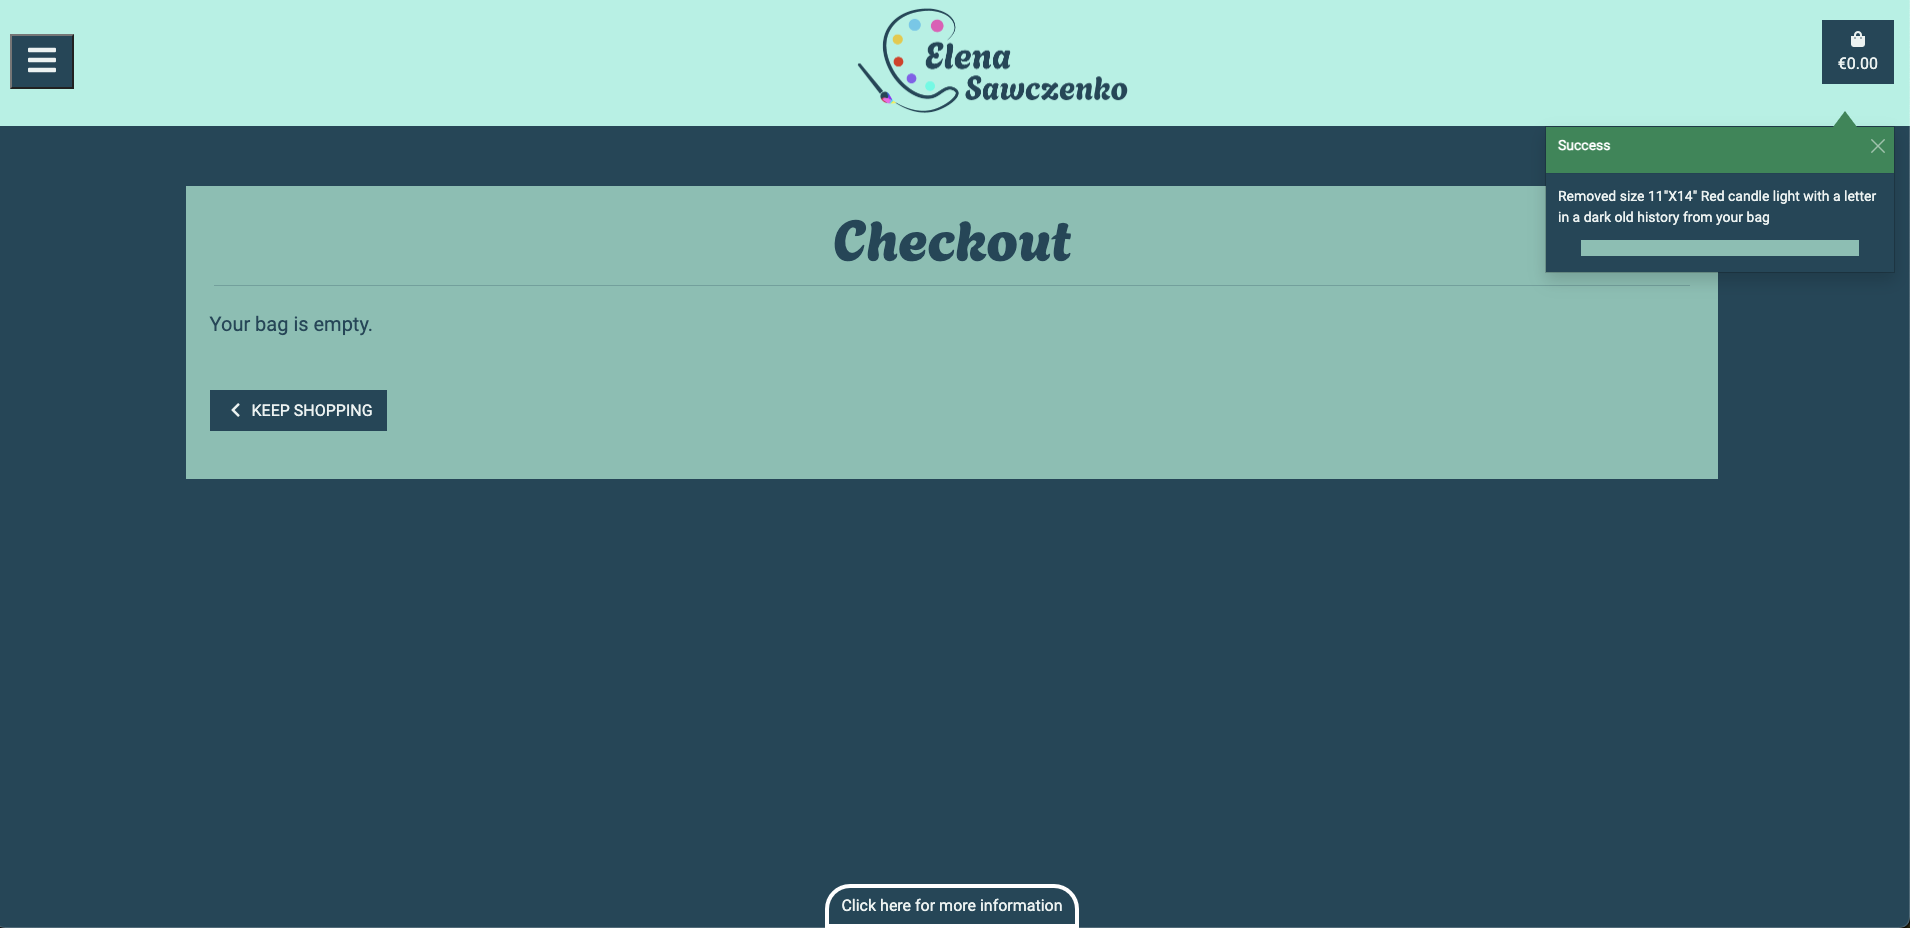 Elena
Sawczenko
€0.00
Success
Removed size 11"X14" Red candle light with a letter
in a dark old history from your bag
Checkout
Your bag is empty.
KEEP SHOPPING
Click here for more information